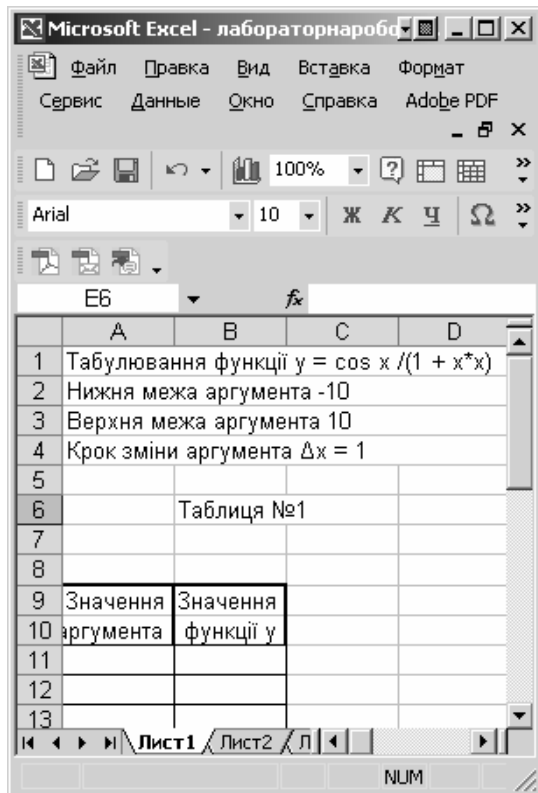 Microsoft Excel - лабораторнаробо
Файл Правка Вид Вставка Формат
Сервис Данные Окно Справка Adobe PDF
100%
Arial 10 Ж К Ч Ω
E6 fx
A B C D
1 Табулювання функції y = cos x /(1 + x*x)
2 Нижня межа аргумента -10
3 Верхня межа аргумента 10
4 Крок зміни аргумента Δx = 1
5
6 Таблиця №1
7
8
9 Значення Значення
10 аргумента функції y
11
12
13
Лист1 Лист2 Л
NUM